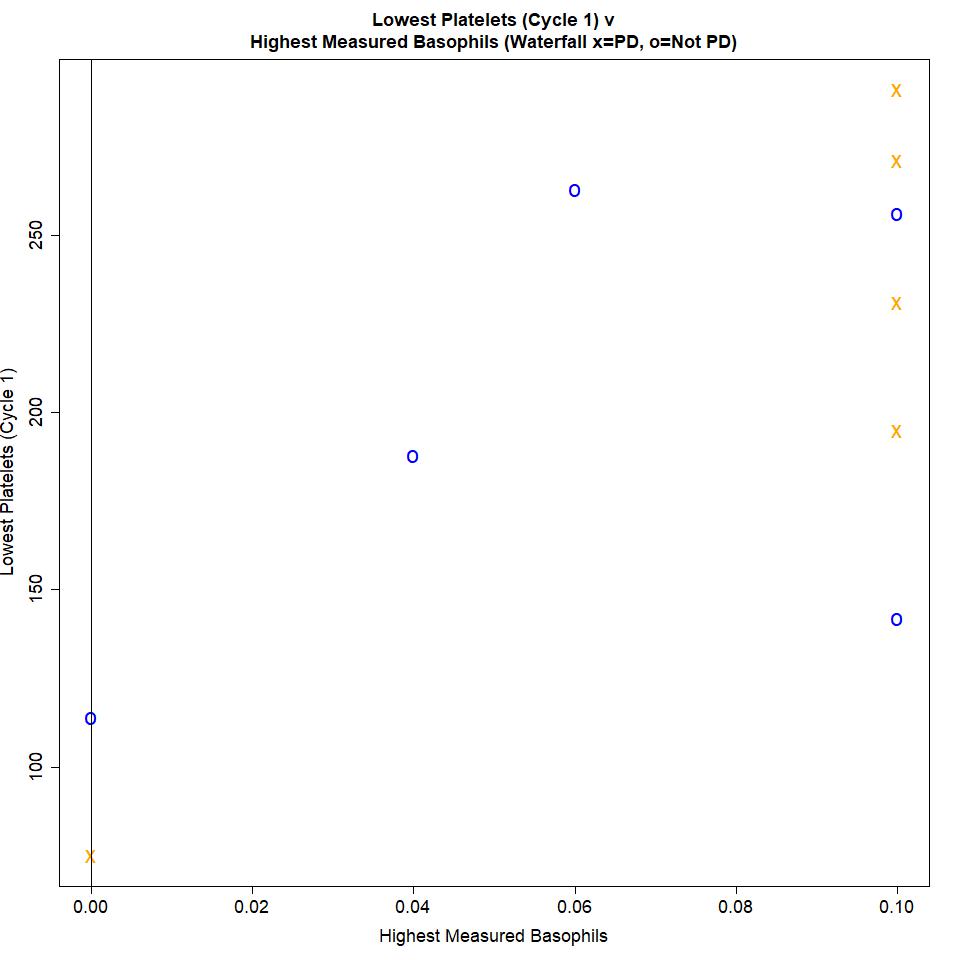 Lowest Platelets (Cycle 1) v
Highest Measured Basophils (Waterfall x=PD, o=Not PD)
Lowest Platelets (Cycle 1)
250
200
150
100
X
X
O
O
X
X
O
O
O
X
0.00 0.02 0.04 0.06 0.08 0.10
Highest Measured Basophils